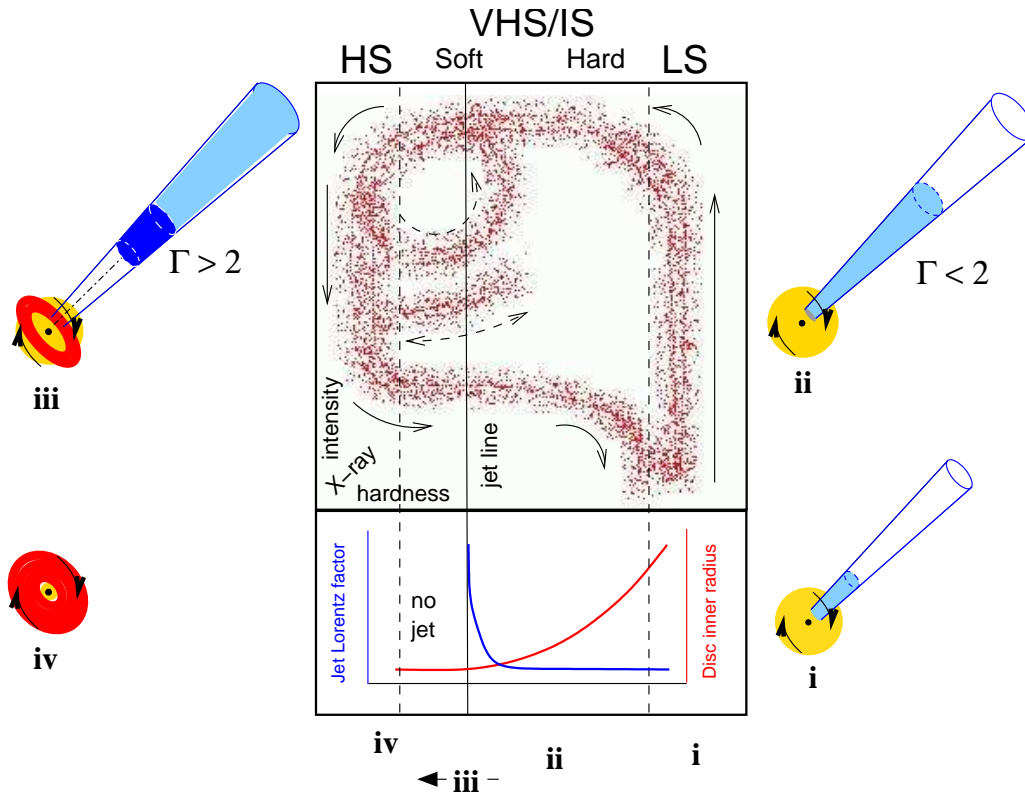 VHS/IS
HS Soft Hard LS
Γ > 2
Γ < 2
iii
ii
intensity
X-ray
hardness
jet line
Jet Lorentz factor
no
jet
Disc inner radius
iv
i
iv
ii
i
iii